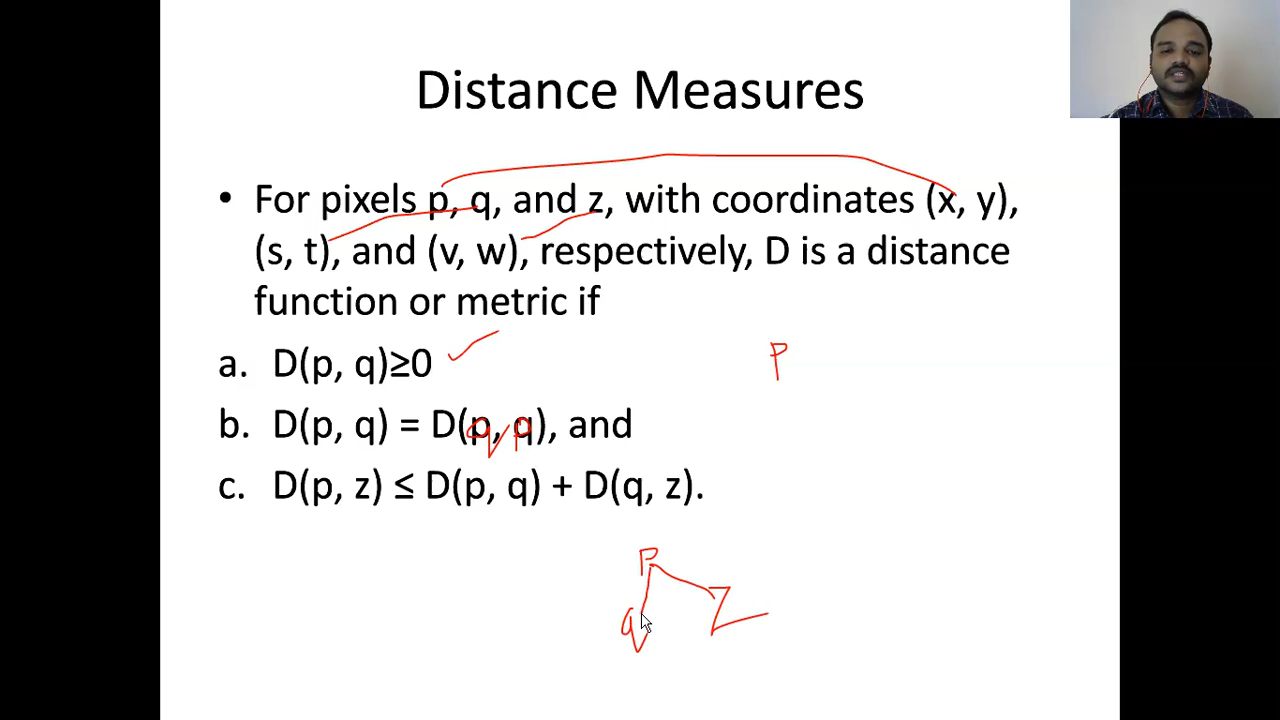 Distance Measures
• For pixels p, q, and z, with coordinates (x, y),
(s, t), and (v, w), respectively, D is a distance
function or metric if
a. D(p, q)≥0
P
b. D(p, q) = D(p, q), and
q p
c. D(p, z) ≤ D(p, q) + D(q, z).
P
q Z